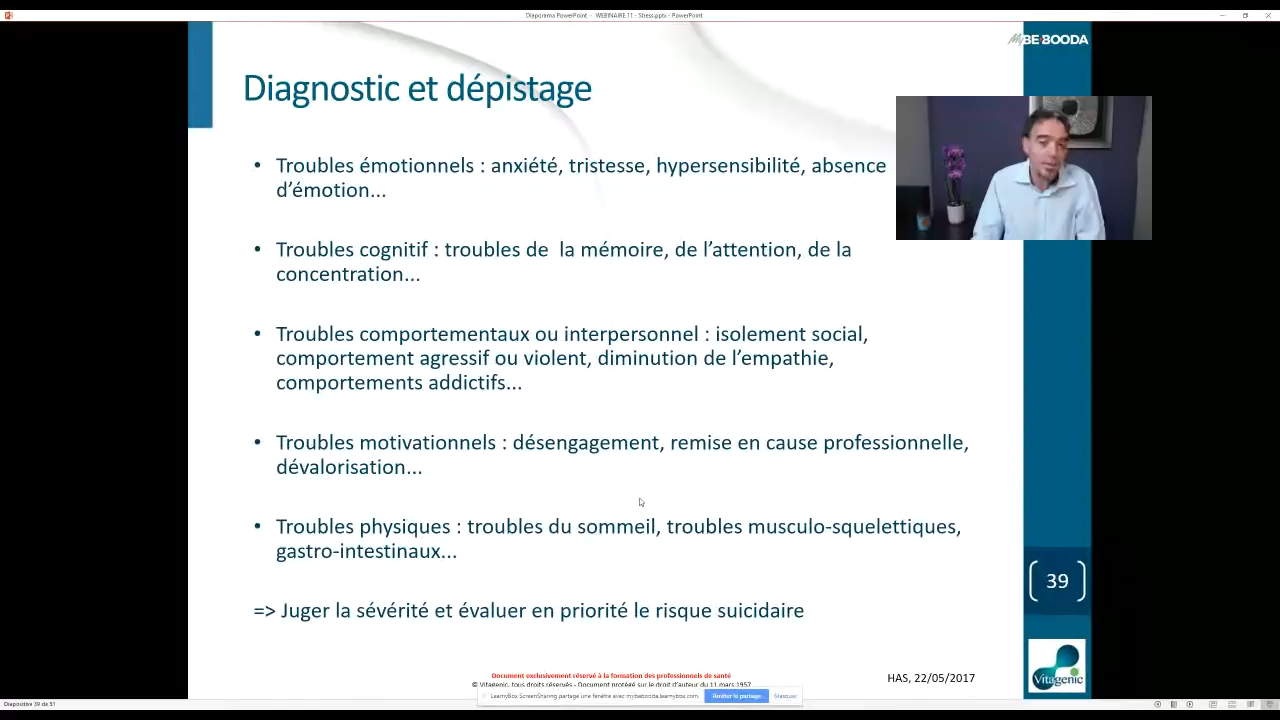 Diaporama PowerPoint - WEBINAIRE 11 - Stress.pptx - PowerPoint
MyBE-BOODA
Diagnostic et dépistage
• Troubles émotionnels : anxiété, tristesse, hypersensibilité, absence
d’émotion...
• Troubles cognitif : troubles de la mémoire, de l’attention, de la
concentration...
• Troubles comportementaux ou interpersonnel : isolement social,
comportement agressif ou violent, diminution de l’empathie,
comportements addictifs...
• Troubles motivationnels : désengagement, remise en cause professionnelle,
dévalorisation...
• Troubles physiques : troubles du sommeil, troubles musculo-squelettiques,
gastro-intestinaux...
=> Juger la sévérité et évaluer en priorité le risque suicidaire
39
Document exclusivement réservé à la formation des professionnels de santé
© Vitagenic, tous droits réservés - Document protégé sur le droit d'auteur du 11 mars 1957
HAS, 22/05/2017
Vitagenic
LearnyBox ScreenSharing partage une fenêtre avec mybebooda.learnybox.com.
Arrêter le partage
Masquer
Diapositive 39 de 51